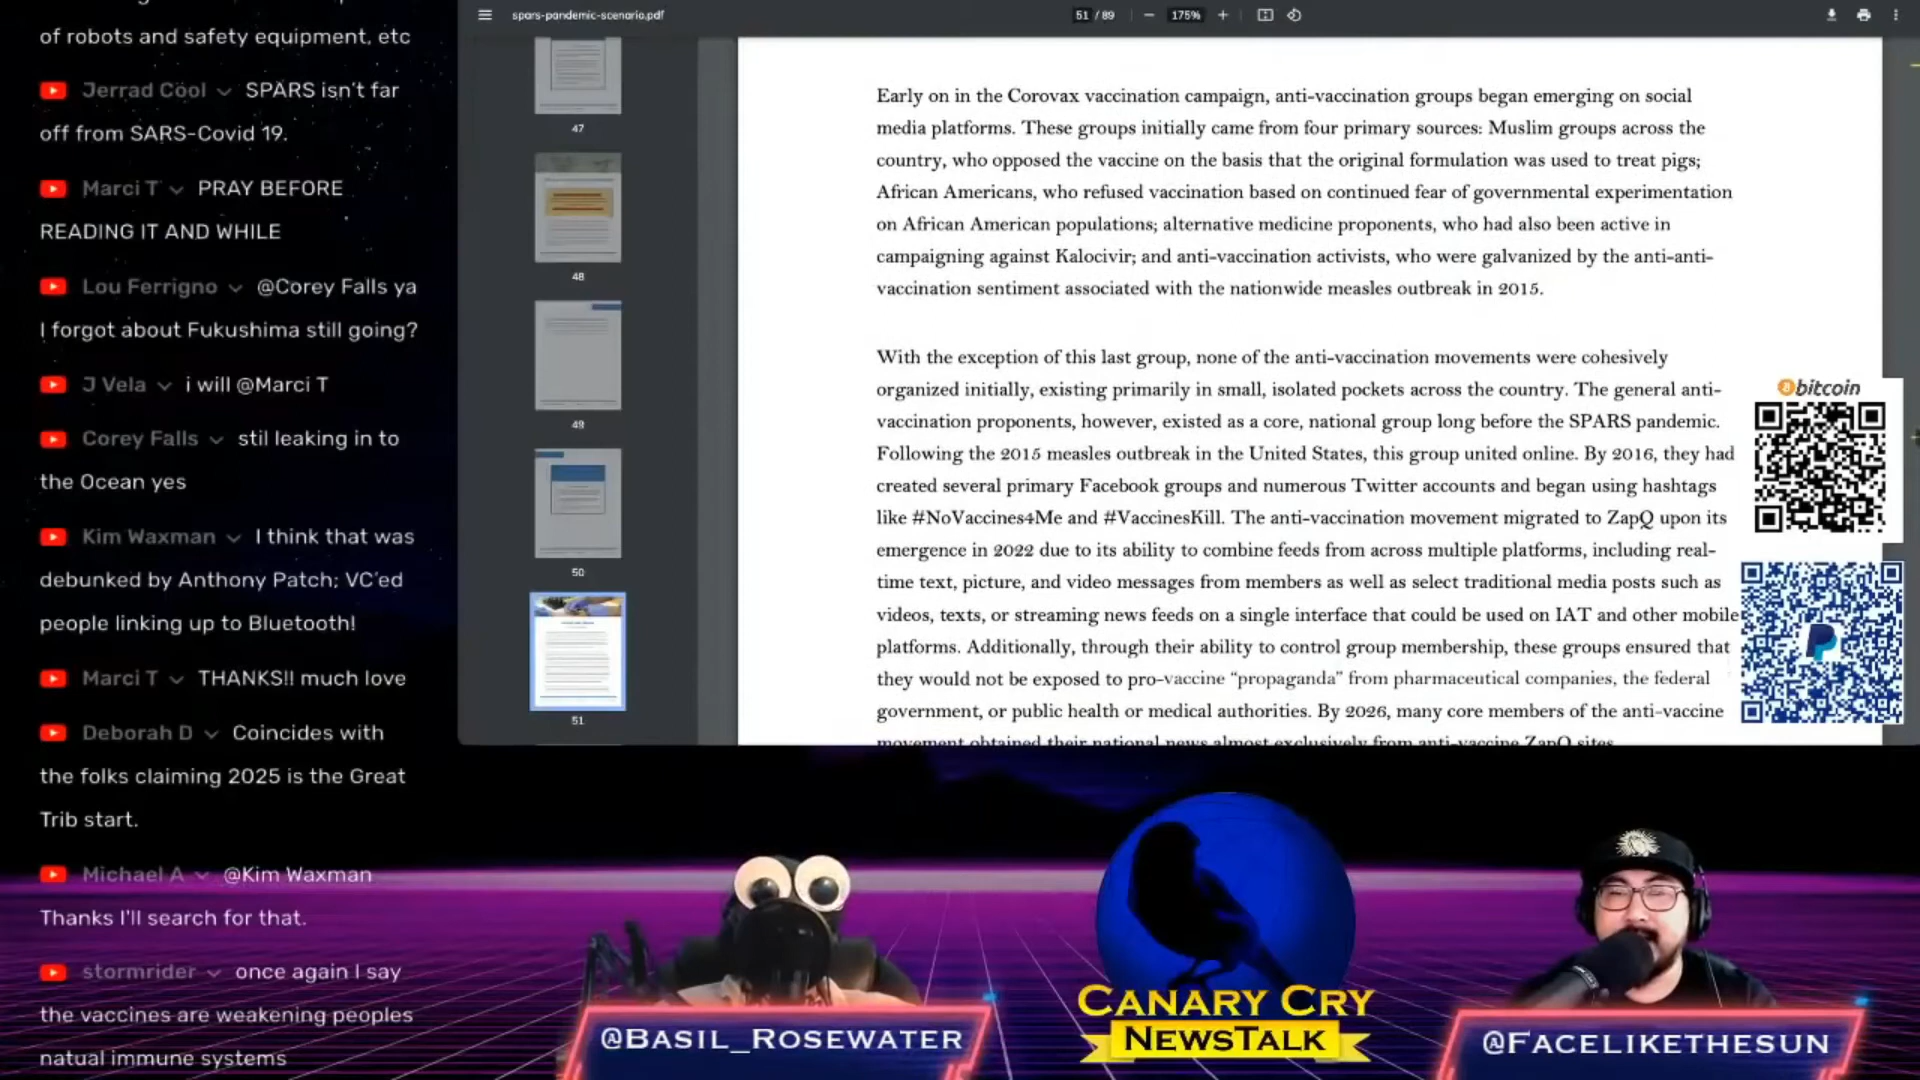 of robots and safety equipment, etc
Jerrad Cöol SPARS isn't far
off from SARS-Covid 19.
Marci T PRAY BEFORE
READING IT AND WHILE
Lou Ferrigno @Corey Falls ya
I forgot about Fukushima still going?
J Vela i will @Marci T
Corey Falls stil leaking in to
the Ocean yes
Kim Waxman I think that was
debunked by Anthony Patch; VC'ed
people linking up to Bluetooth!
Marci T THANKS!! much love
Deborah D Coincides with
the folks claiming 2025 is the Great
Trib start.
Michael A @Kim Waxman
Thanks I'll search for that.
stormrider once again I say
the vaccines are weakening peoples
natual immune systems
spars-pandemic-scenario.pdf
51 / 89
175%
47
48
49
50
51
Early on in the Corovax vaccination campaign, anti-vaccination groups began emerging on social
media platforms. These groups initially came from four primary sources: Muslim groups across the
country, who opposed the vaccine on the basis that the original formulation was used to treat pigs;
African Americans, who refused vaccination based on continued fear of governmental experimentation
on African American populations; alternative medicine proponents, who had also been active in
campaigning against Kalocivir; and anti-vaccination activists, who were galvanized by the anti-anti-
vaccination sentiment associated with the nationwide measles outbreak in 2015.
With the exception of this last group, none of the anti-vaccination movements were cohesively
organized initially, existing primarily in small, isolated pockets across the country. The general anti-
vaccination proponents, however, existed as a core, national group long before the SPARS pandemic.
Following the 2015 measles outbreak in the United States, this group united online. By 2016, they had
created several primary Facebook groups and numerous Twitter accounts and began using hashtags
like #NoVaccines4Me and #VaccinesKill. The anti-vaccination movement migrated to ZapQ upon its
emergence in 2022 due to its ability to combine feeds from across multiple platforms, including real-
time text, picture, and video messages from members as well as select traditional media posts such as
videos, texts, or streaming news feeds on a single interface that could be used on IAT and other mobile
platforms. Additionally, through their ability to control group membership, these groups ensured that
they would not be exposed to pro-vaccine “propaganda” from pharmaceutical companies, the federal
government, or public health or medical authorities. By 2026, many core members of the anti-vaccine
movement obtained their national news almost exclusively from anti-vaccine ZapQ sites.
bitcoin
@BASIL_ROSEWATER
CANARY CRY
NEWSTALK
@FACELIKETHESUN